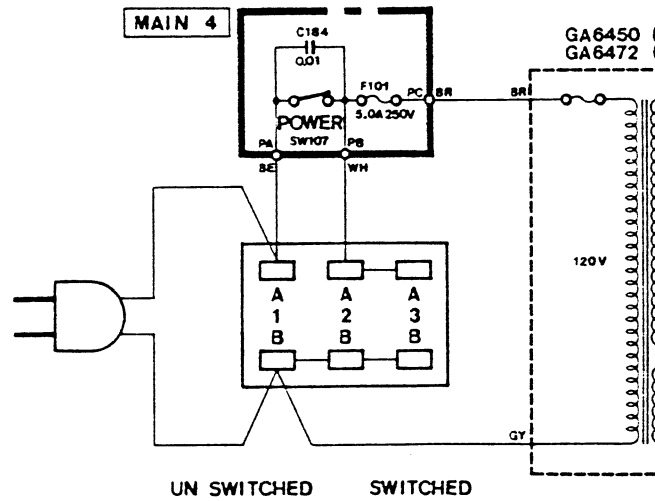 MAIN 4
C184
0.01
GA6450 (
GA6472 (
F101
PC
BR
BR
5.0A 250V
POWER
SW107
PA
PB
BE
WH
120V
A
A
A
1
2
3
B
B
B
GY
UN SWITCHED
SWITCHED